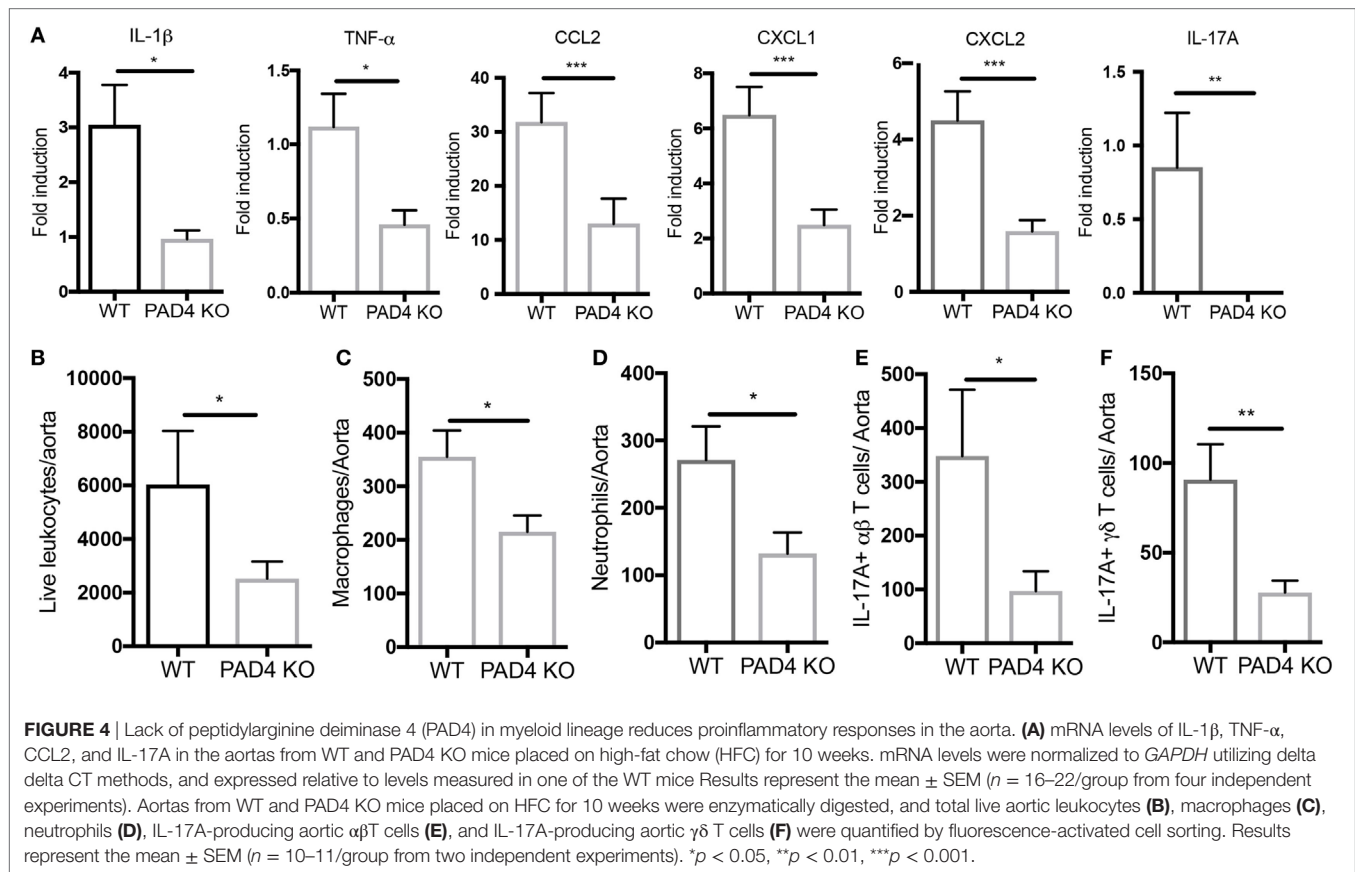 A
IL-1β
*
Fold induction
4
3
2
1
0
WT PAD4 KO
TNF-α
*
Fold induction
1.5
1.0
0.5
0.0
WT PAD4 KO
CCL2
***
Fold induction
40
30
20
10
0
WT PAD4 KO
CXCL1
***
Fold induction
8
6
4
2
0
WT PAD4 KO
CXCL2
***
Fold induction
6
4
2
0
WT PAD4 KO
IL-17A
**
Fold induction
1.5
1.0
0.5
0.0
WT PAD4 KO
B
*
Live leukocytes/aorta
10000
8000
6000
4000
2000
0
WT PAD4 KO
C
*
Macrophages/Aorta
500
400
300
200
100
0
WT PAD4 KO
D
*
Neutrophils/Aorta
400
300
200
100
0
WT PAD4 KO
E
*
IL-17A+ αβ T cells/ Aorta
500
400
300
200
100
0
WT PAD4 KO
F
**
IL-17A+ γδ T cells/ Aorta
150
100
50
0
WT PAD4 KO
FIGURE 4 | Lack of peptidylarginine deiminase 4 (PAD4) in myeloid lineage reduces proinflammatory responses in the aorta. (A) mRNA levels of IL-1β, TNF-α,
CCL2, and IL-17A in the aortas from WT and PAD4 KO mice placed on high-fat chow (HFC) for 10 weeks. mRNA levels were normalized to GAPDH utilizing delta
delta CT methods, and expressed relative to levels measured in one of the WT mice Results represent the mean ± SEM (n = 16–22/group from four independent
experiments). Aortas from WT and PAD4 KO mice placed on HFC for 10 weeks were enzymatically digested, and total live aortic leukocytes (B), macrophages (C),
neutrophils (D), IL-17A-producing aortic αβT cells (E), and IL-17A-producing aortic γδ T cells (F) were quantified by fluorescence-activated cell sorting. Results
represent the mean ± SEM (n = 10–11/group from two independent experiments). *p < 0.05, **p < 0.01, ***p < 0.001.